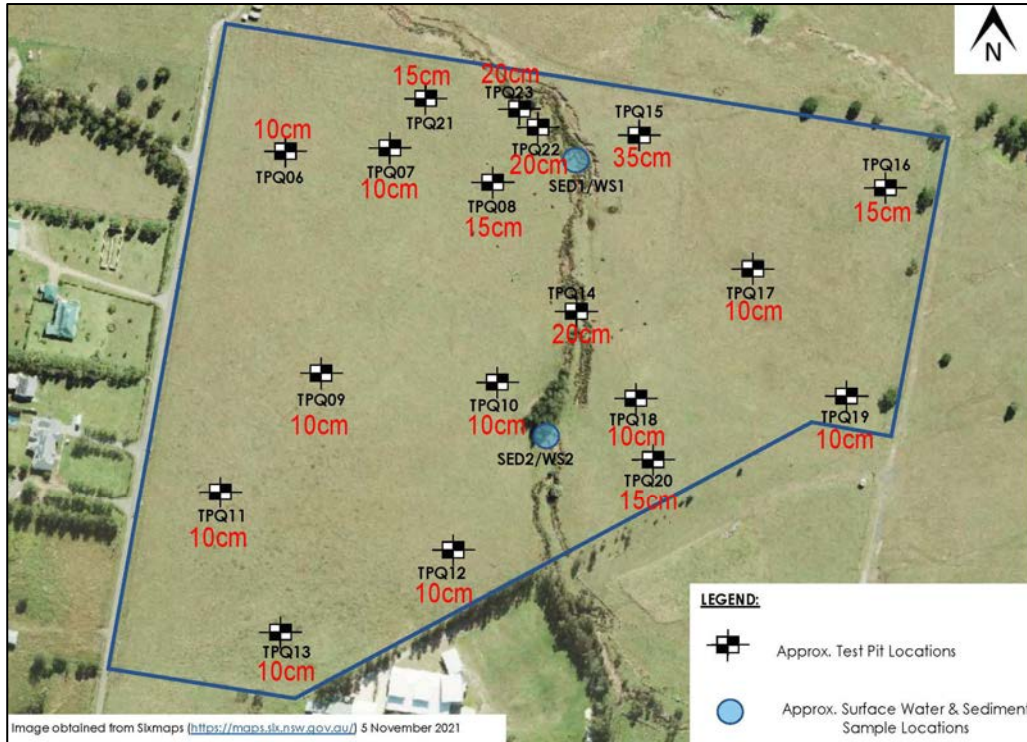 N
15cm
20cm
TPQ23
TPQ21
TPQ15
10cm
TPQ22
35cm
TPQ06
TPQ07
20cm
TPQ16
10cm
SED1/WS1
TPQ08
15cm
15cm
TPQ14
TPQ17
10cm
20cm
TPQ09
TPQ10
TPQ18
TPQ19
10cm
10cm
10cm
10cm
SED2/WS2
TPQ20
15cm
TPQ11
10cm
TPQ12
10cm
TPQ13
10cm
LEGEND:
Approx. Test Pit Locations
Approx. Surface Water & Sediment
Sample Locations
Image obtained from Sixmaps (https://maps.six.nsw.gov.au/) 5 November 2021